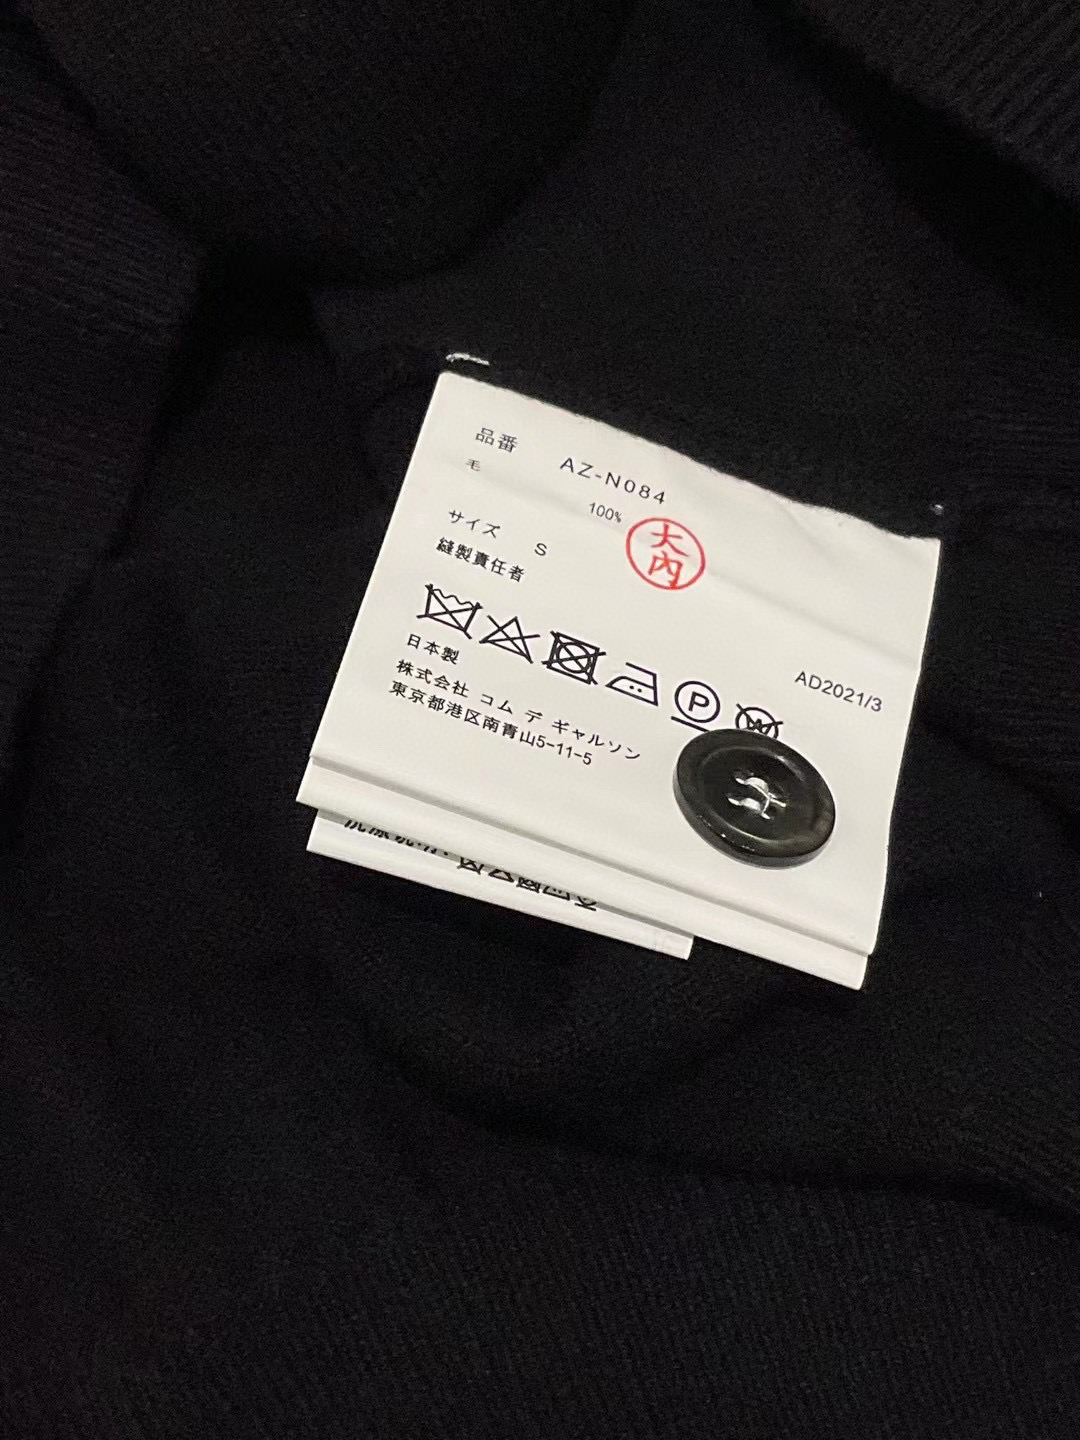 品番 AZ-N084
毛 100%
サイズ S
縫製責任者
大内
日本製
AD2021/3
株式会社 コム デ ギャルソン
東京都港区南青山5-11-5